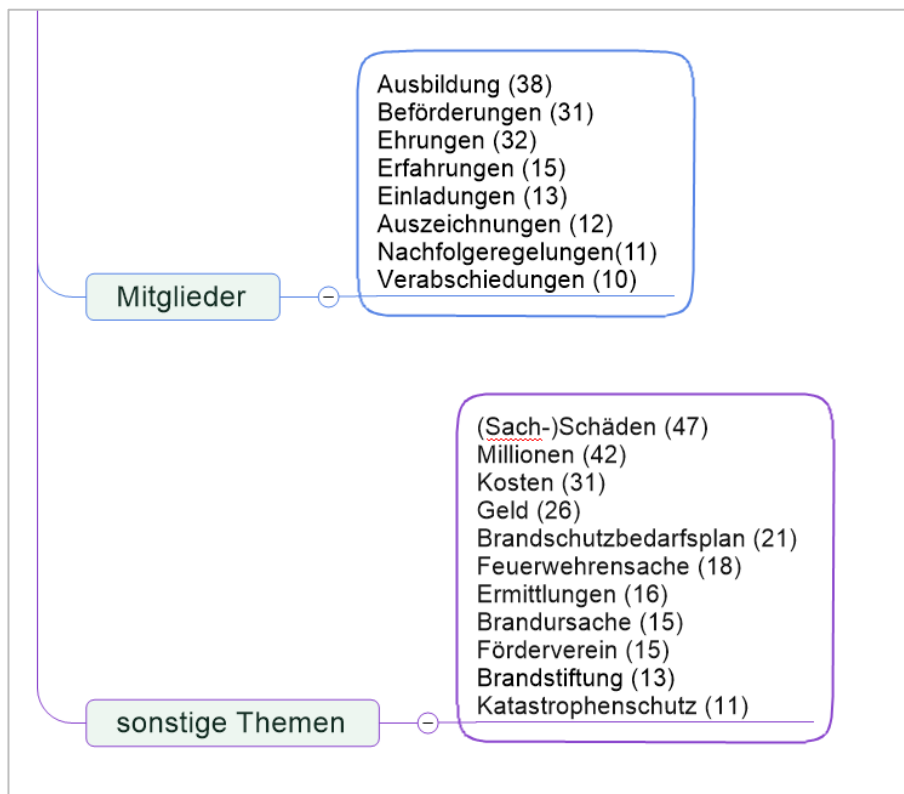 Ausbildung (38)
Beförderungen (31)
Ehrungen (32)
Erfahrungen (15)
Einladungen (13)
Auszeichnungen (12)
Nachfolgeregelungen(11)
Verabschiedungen (10)
Mitglieder
(Sach-)Schäden (47)
Millionen (42)
Kosten (31)
Geld (26)
Brandschutzbedarfsplan (21)
Feuerwehrensache (18)
Ermittlungen (16)
Brandursache (15)
Förderverein (15)
Brandstiftung (13)
Katastrophenschutz (11)
sonstige Themen